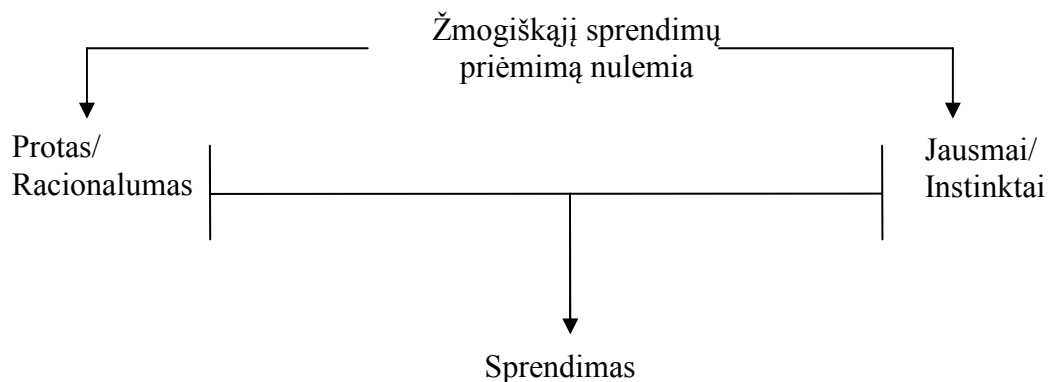 Žmogiškąjį sprendimų
priėmimą nulemia
Protas/
Racionalumas
Jausmai/
Instinktai
Sprendimas